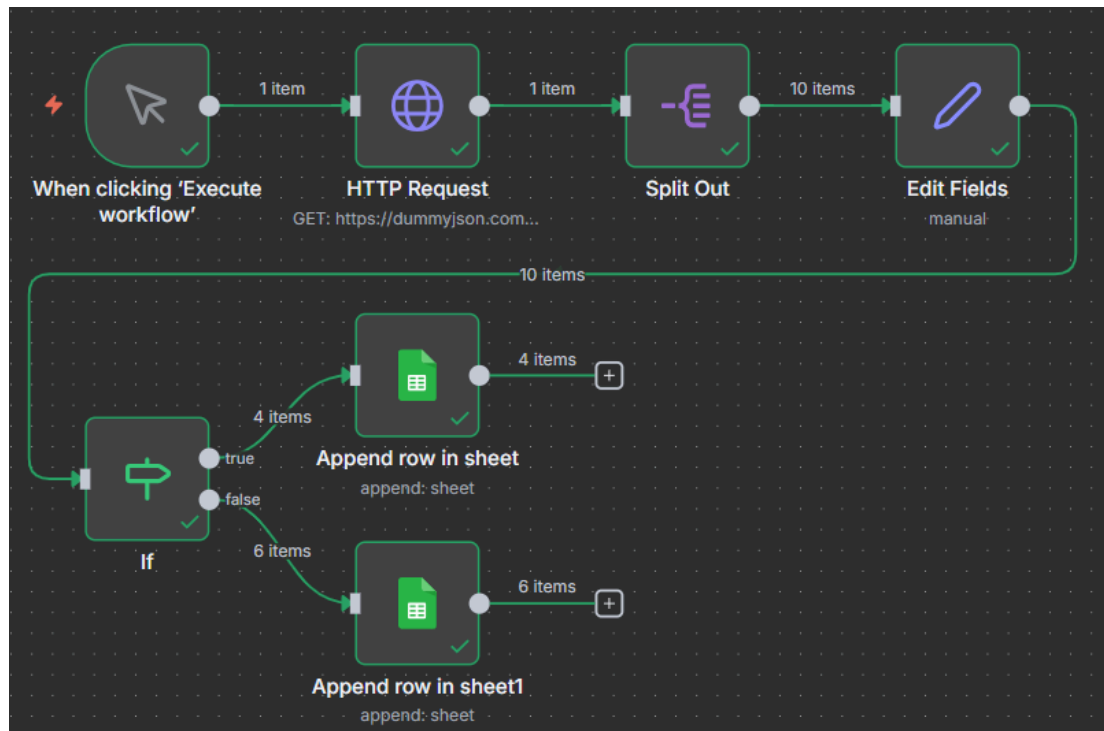 1 item
1 item
10 items
When clicking ‘Execute
workflow’
HTTP Request
GET: https://dummyjson.com...
Split Out
Edit Fields
manual
10 items
4 items
4 items
true
Append row in sheet
append: sheet
false
If
6 items
6 items
Append row in sheet1
append: sheet